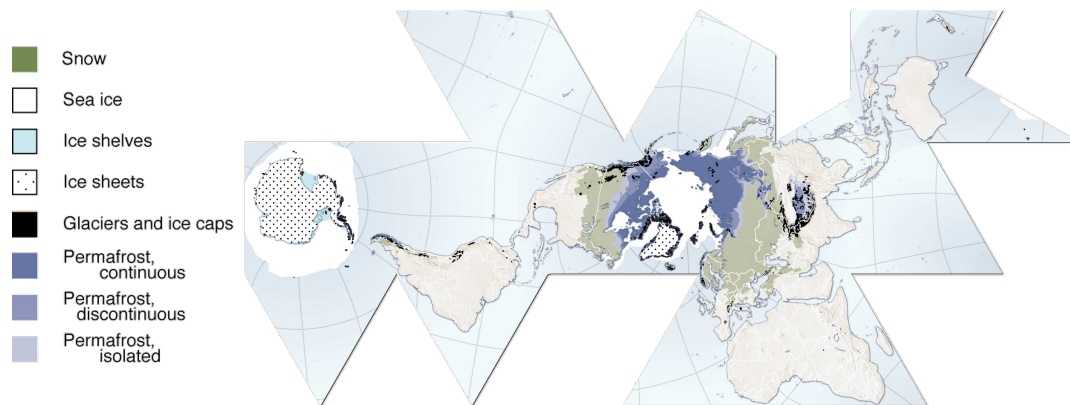 Snow
Sea ice
Ice shelves
Ice sheets
Glaciers and ice caps
Permafrost,
continuous
Permafrost,
discontinuous
Permafrost,
isolated